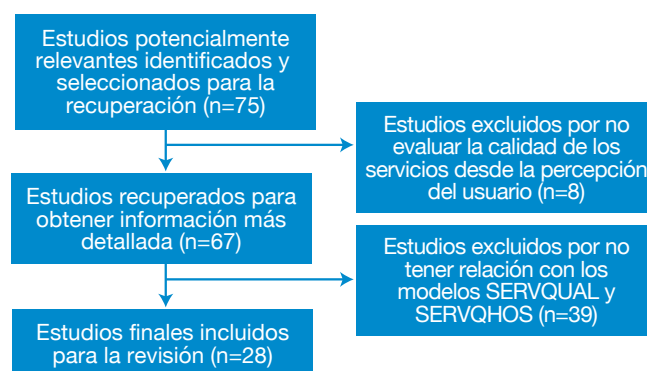 Estudios potencialmente
relevantes identificados y
seleccionados para la
recuperación (n=75)
Estudios excluidos por no
evaluar la calidad de los
servicios desde la percepción
del usuario (n=8)
Estudios recuperados para
obtener información más
detallada (n=67)
Estudios excluidos por no
tener relación con los
modelos SERVQUAL y
SERVQHOS (n=39)
Estudios finales incluidos
para la revisión (n=28)